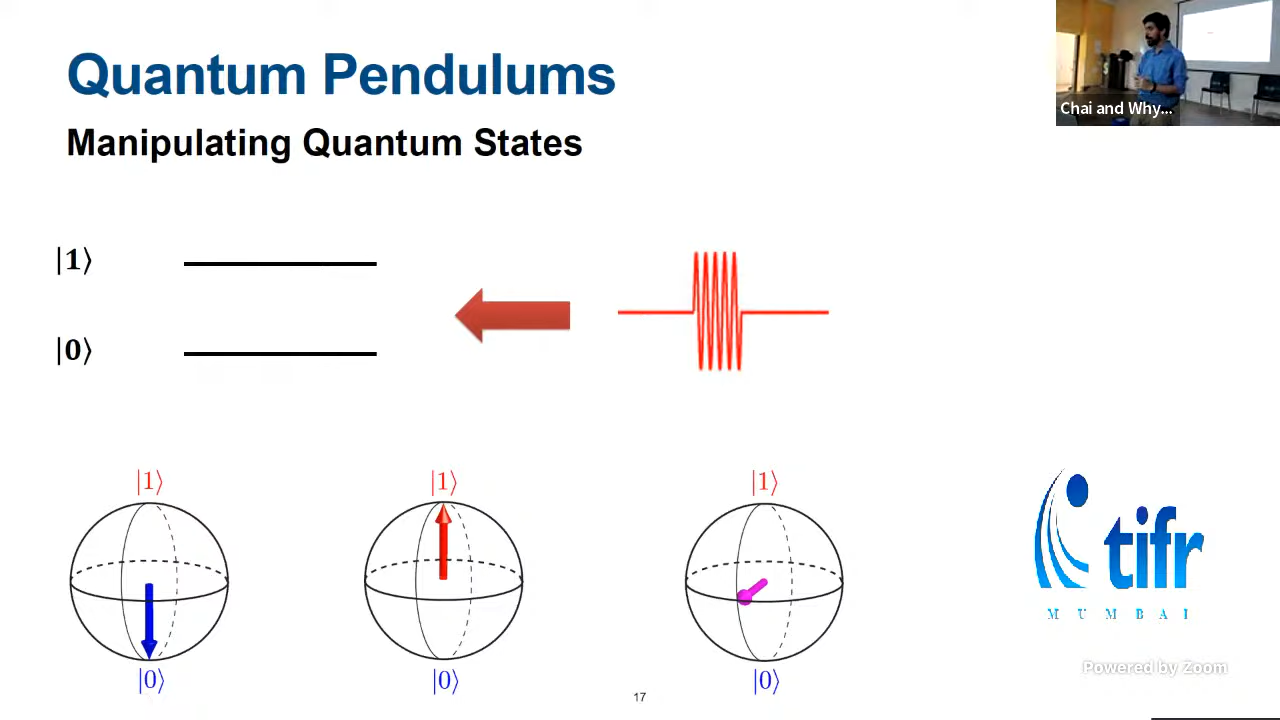 Quantum Pendulums
Manipulating Quantum States
Chai and Why...
|1⟩
|0⟩
|1⟩
|1⟩
|1⟩
|0⟩
|0⟩
|0⟩
tifr
MUMBAI
Powered by Zoom
17